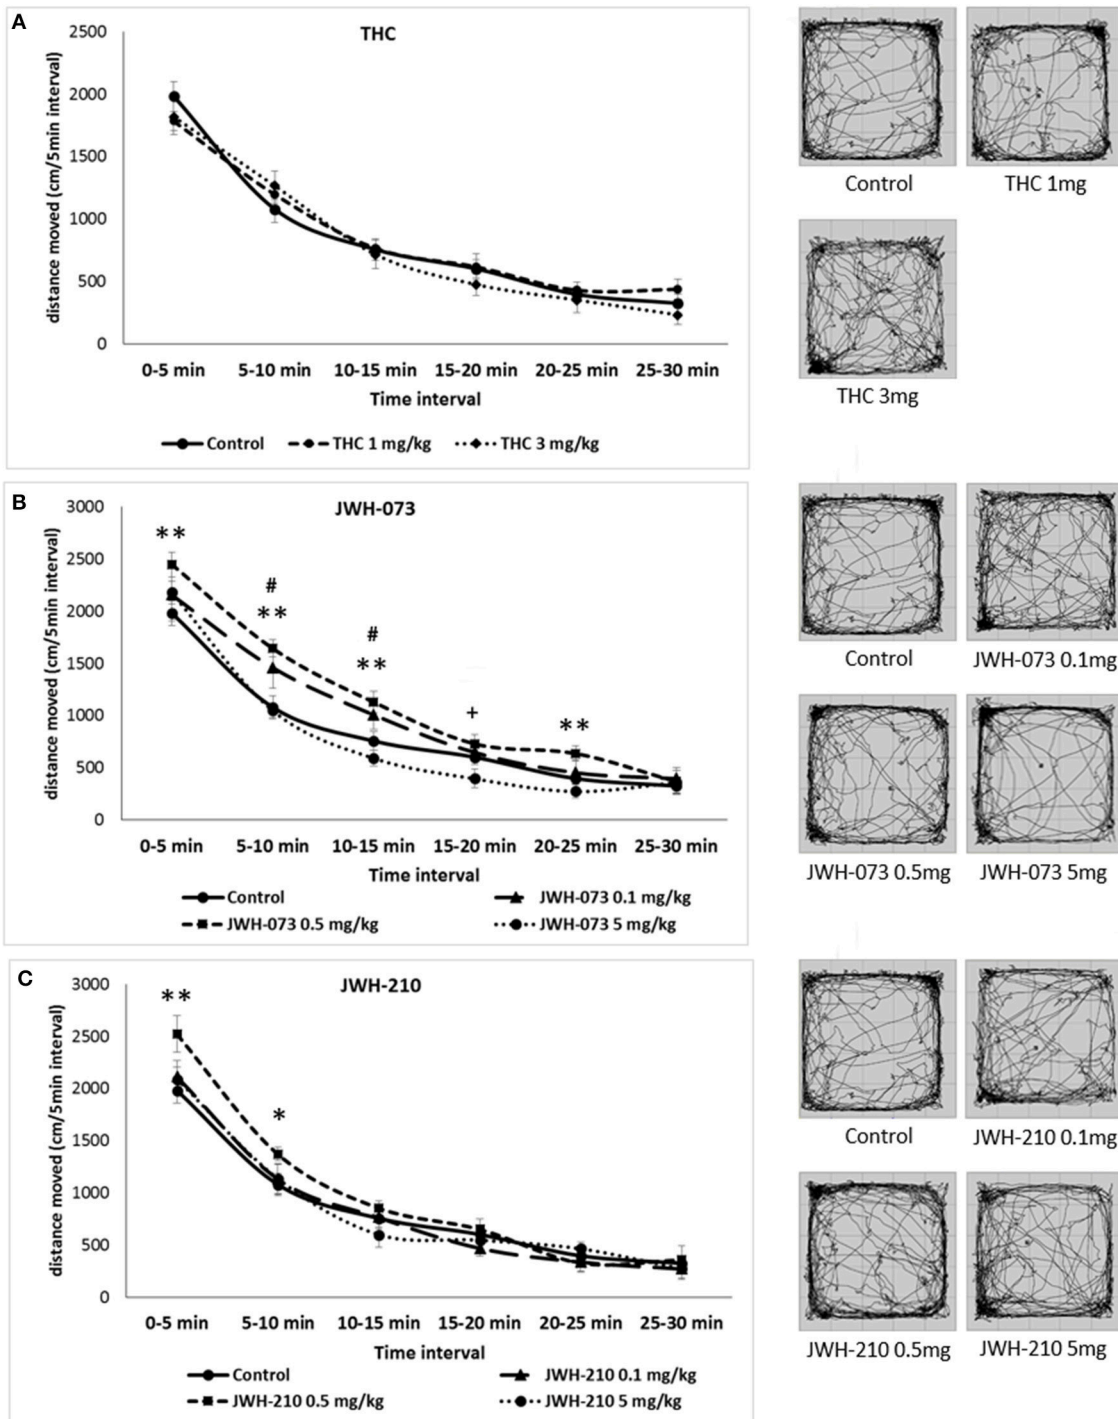 A
THC
2500
2000
1500
1000
500
0
distance moved (cm/5min interval)
0-5 min 5-10 min 10-15 min 15-20 min 20-25 min 25-30 min
Time interval
Control THC 1 mg/kg THC 3 mg/kg
Control THC 1mg
THC 3mg
B
JWH-073
3000
2500
2000
1500
1000
500
0
distance moved (cm/5min interval)
**
#
**
#
**
+
**
0-5 min 5-10 min 10-15 min 15-20 min 20-25 min 25-30 min
Time interval
Control JWH-073 0.1 mg/kg
JWH-073 0.5 mg/kg JWH-073 5 mg/kg
Control JWH-073 0.1mg
JWH-073 0.5mg JWH-073 5mg
C
JWH-210
3000
2500
2000
1500
1000
500
0
distance moved (cm/5min interval)
**
*
0-5 min 5-10 min 10-15 min 15-20 min 20-25 min 25-30 min
Time interval
Control JWH-210 0.1 mg/kg
JWH-210 0.5 mg/kg JWH-210 5 mg/kg
Control JWH-210 0.1mg
JWH-210 0.5mg JWH-210 5mg